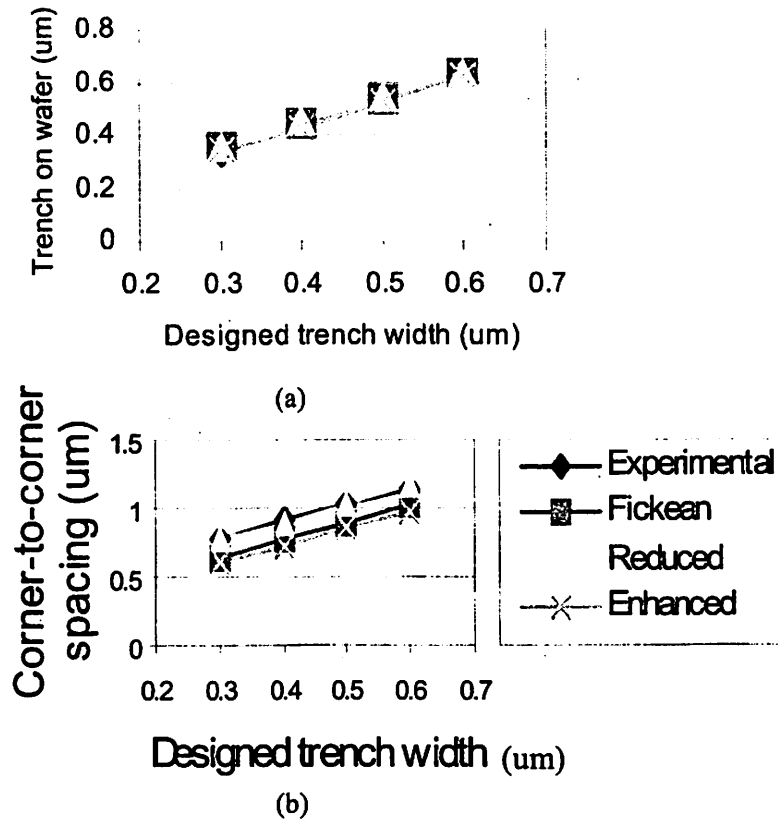 Trench on wafer (um)
0.8
0.6
0.4
0.2
0
0.2 0.3 0.4 0.5 0.6 0.7
Designed trench width (um)
(a)
Corner-to-corner
spacing (um)
1.5
1
0.5
0
0.2 0.3 0.4 0.5 0.6 0.7
Designed trench width (um)
Experimental
Fickean
Reduced
Enhanced
(b)